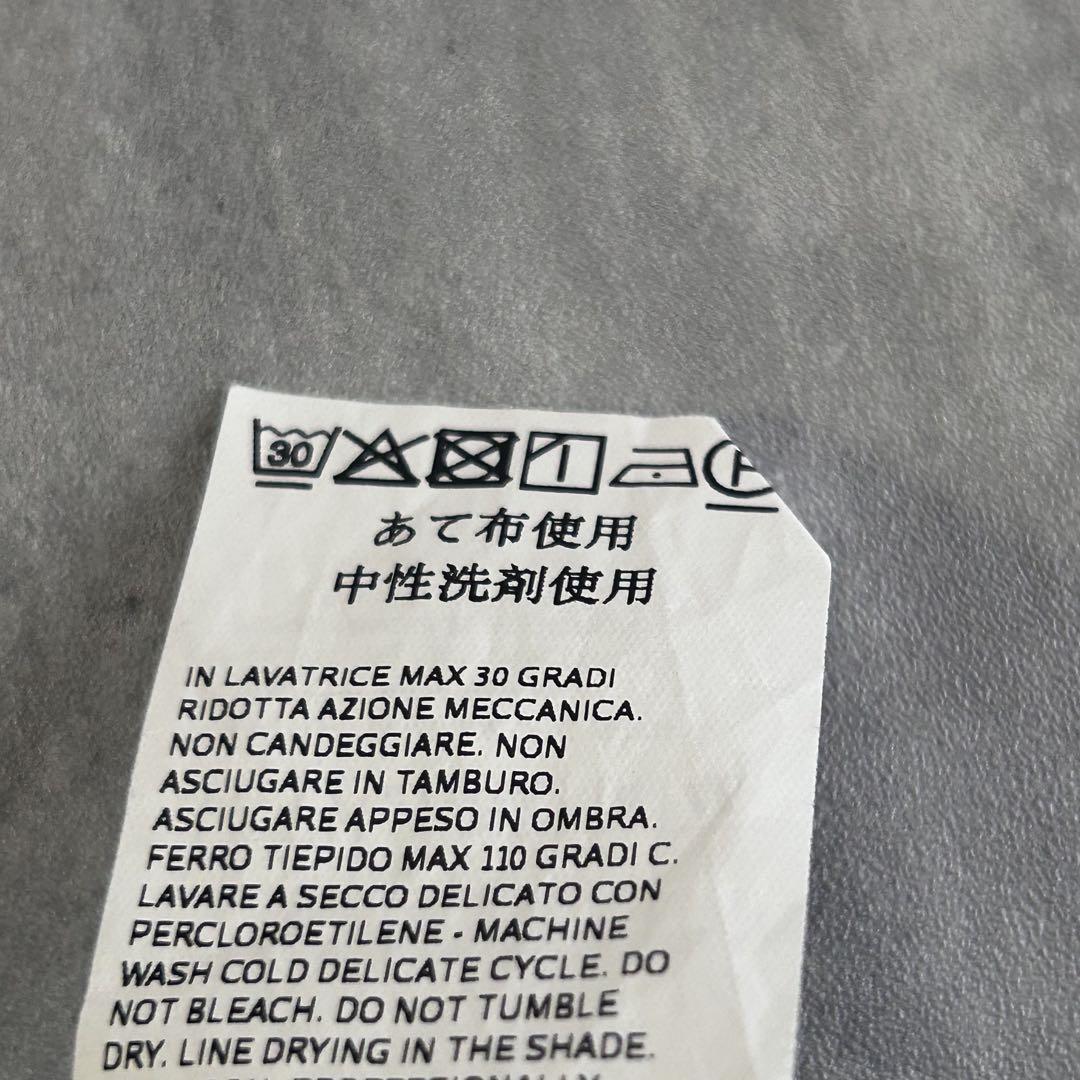 30 P
あて布使用
中性洗剤使用
IN LAVATRICE MAX 30 GRADI
RIDOTTA AZIONE MECCANICA.
NON CANDEGGIARE. NON
ASCIUGARE IN TAMBURO.
ASCIUGARE APPESO IN OMBRA.
FERRO TIEPIDO MAX 110 GRADI C.
LAVARE A SECCO DELICATO CON
PERCLOROETILENE - MACHINE
WASH COLD DELICATE CYCLE. DO
NOT BLEACH. DO NOT TUMBLE
DRY. LINE DRYING IN THE SHADE.
PROFESSIONALLY